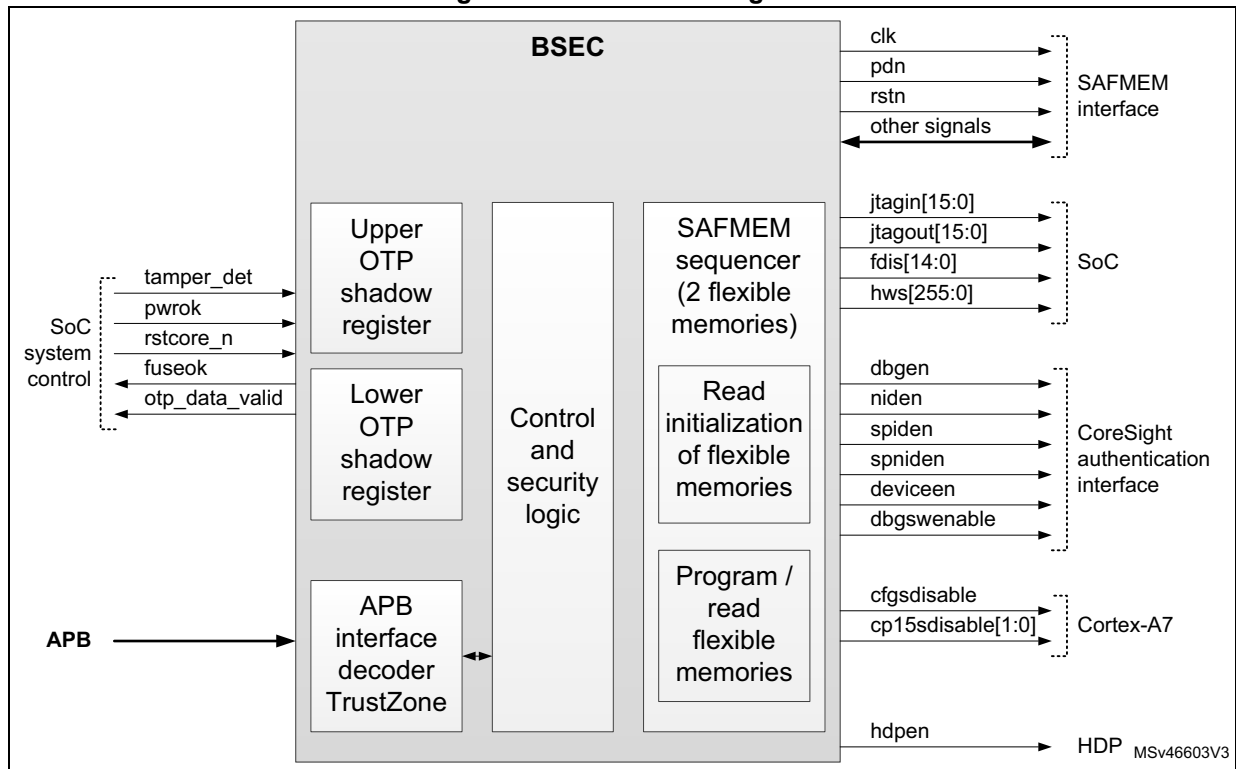 BSEC
clk
pdn
rstn
other signals
SAFMEM
interface
tamper_det
pwrok
rstcore_n
fuseok
otp_data_valid
SoC
system
control
Upper
OTP
shadow
register
Lower
OTP
shadow
register
APB
APB
interface
decoder
TrustZone
Control
and
security
logic
SAFMEM
sequencer
(2 flexible
memories)
Read
initialization
of flexible
memories
Program /
read
flexible
memories
jtagin[15:0]
jtagout[15:0]
fdis[14:0]
hws[255:0]
SoC
dbgen
niden
spiden
spniden
deviceen
dbgswenable
CoreSight
authentication
interface
cfgsdisable
cp15sdisable[1:0]
Cortex-A7
hdpen
HDP
MSv46603V3